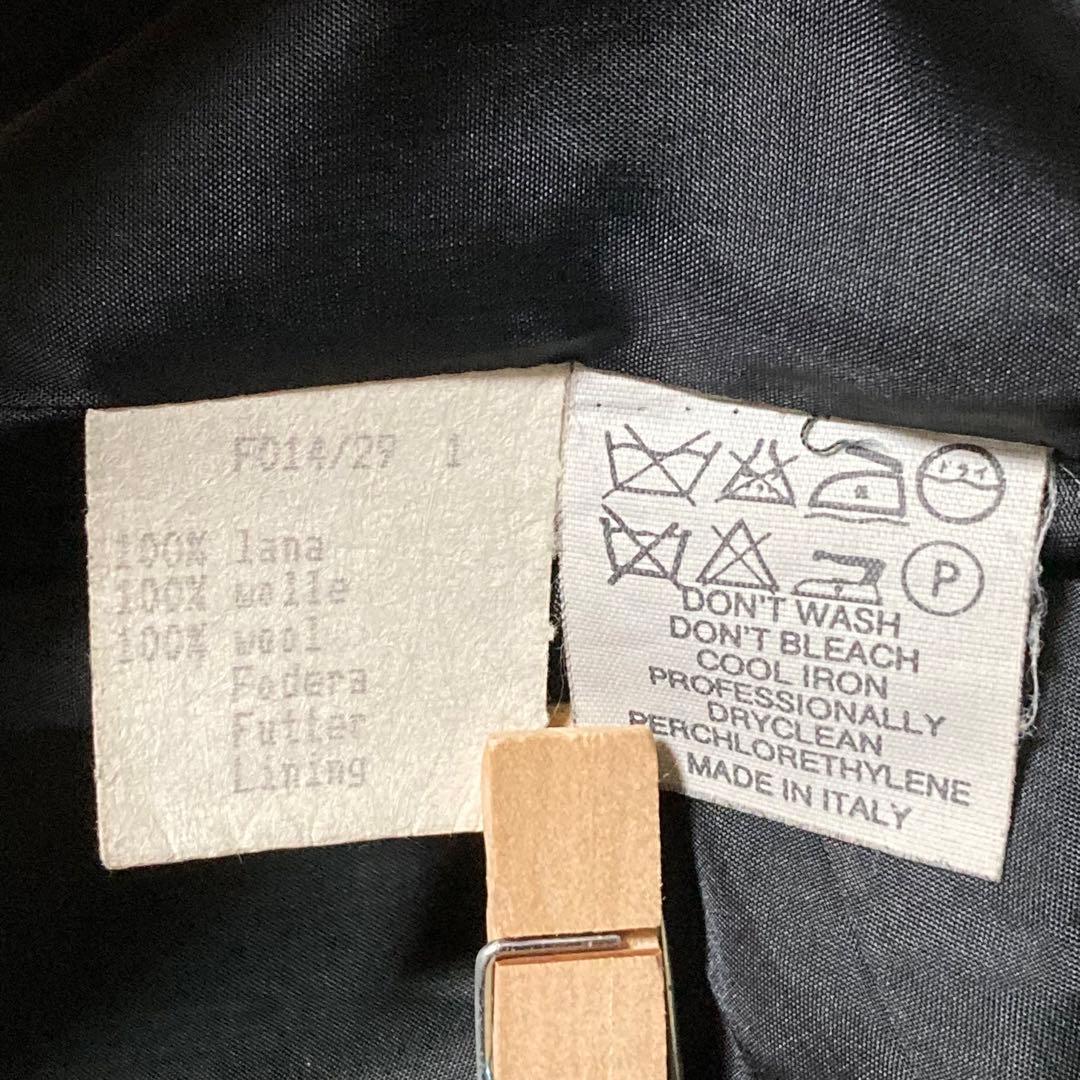 F014/27 1
100% lana
100% wolle
100% wool
Fodera
Futter
Lining
ドライ
P
DON'T WASH
DON'T BLEACH
COOL IRON
PROFESSIONALLY
DRYCLEAN
PERCHLORETHYLENE
MADE IN ITALY